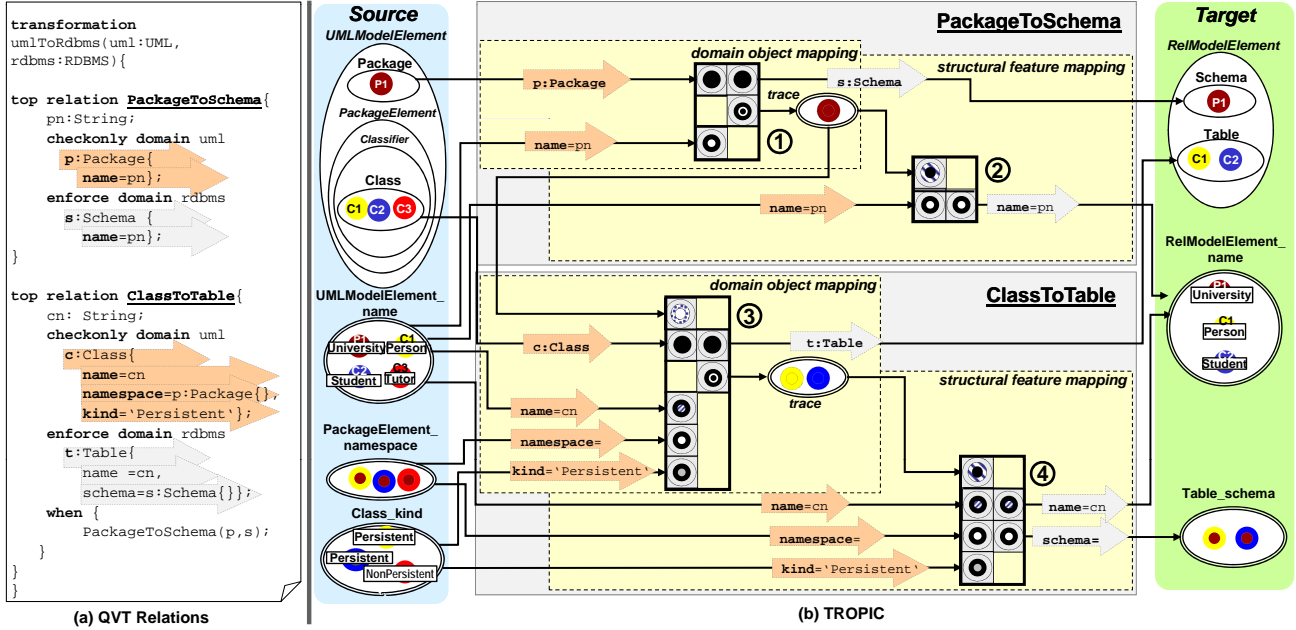 transformation
umlToRdbms(uml:UML,
rdbms:RDBMS){
top relation PackageToSchema{
pn:String;
checkonly domain uml
p:Package{
name=pn};
enforce domain rdbms
s:Schema {
name=pn};
}
top relation ClassToTable{
cn: String;
checkonly domain uml
c:Class{
name=cn
namespace=p:Package{},
kind='Persistent'};
enforce domain rdbms
t:Table{
name =cn,
schema=s:Schema{}};
when {
PackageToSchema(p,s);
}
}
}
(a) QVT Relations
Source
UMLModelElement
Package
P1
PackageElement
Classifier
Class
C1 C2 C3
UMLModelElement_
name
P1 C1
University Person
C2 C3
Student Tutor
PackageElement_
namespace
Class_kind
Persistent
Persistent
NonPersistent
PackageToSchema
domain object mapping
structural feature mapping
p:Package
s:Schema
trace
name=pn
1
2
name=pn
name=pn
ClassToTable
domain object mapping
3
c:Class
t:Table
structural feature mapping
trace
name=cn
namespace=
kind='Persistent'
4
name=cn
name=cn
namespace=
schema=
kind='Persistent'
(b) TROPIC
Target
RelModelElement
Schema
P1
Table
C1 C2
RelModelElement_
name
P1
University
C1
Person
C2
Student
Table_schema